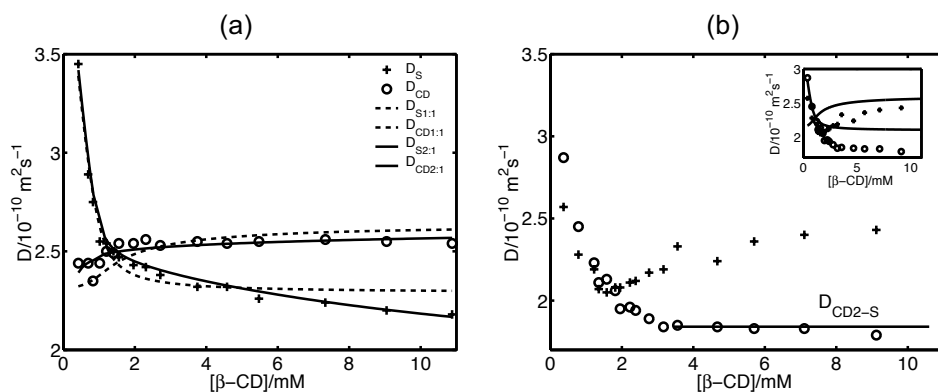 (a)
(b)
3.5
3
2.5
2
D/10⁻¹⁰ m²s⁻¹
0 2 4 6 8 10
[β−CD]/mM
D_S
D_CD
D_S1:1
D_CD1:1
D_S2:1
D_CD2:1
3.5
3
2.5
2
D/10⁻¹⁰ m²s⁻¹
0 2 4 6 8 10
[β−CD]/mM
D_CD2−S
3
2.5
2
D/10⁻¹⁰ m²s⁻¹
0 5 10
[β−CD]/mM